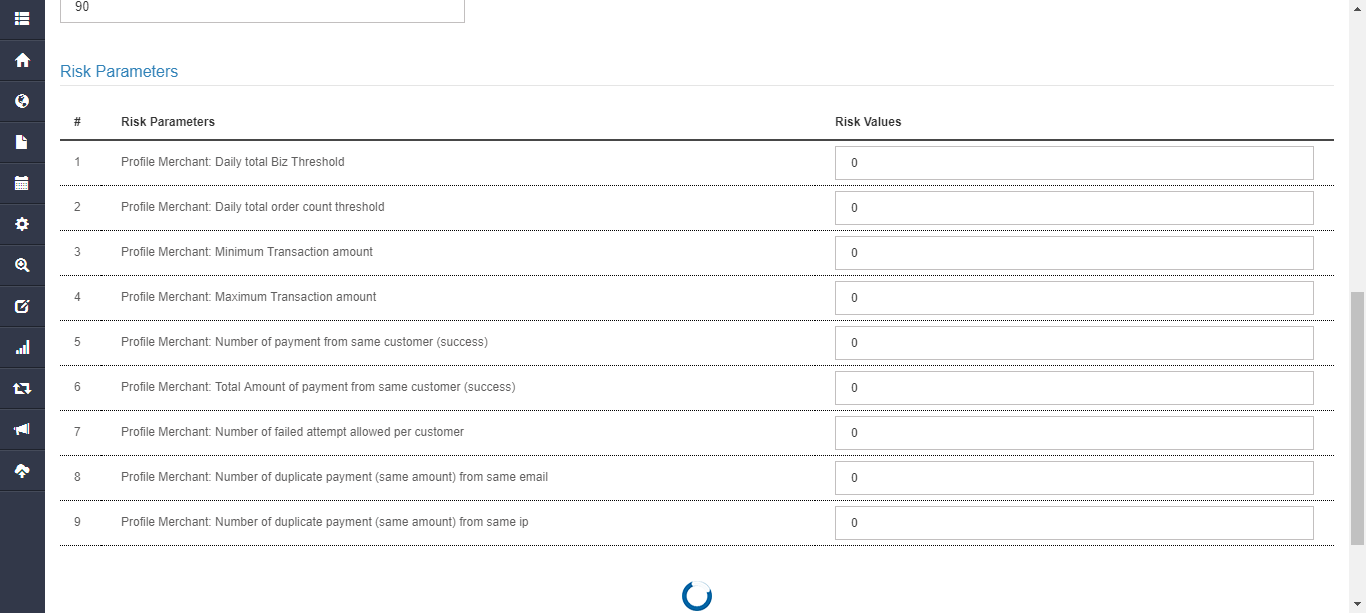 90
Risk Parameters
# Risk Parameters Risk Values
1 Profile Merchant: Daily total Biz Threshold 0
2 Profile Merchant: Daily total order count threshold 0
3 Profile Merchant: Minimum Transaction amount 0
4 Profile Merchant: Maximum Transaction amount 0
5 Profile Merchant: Number of payment from same customer (success) 0
6 Profile Merchant: Total Amount of payment from same customer (success) 0
7 Profile Merchant: Number of failed attempt allowed per customer 0
8 Profile Merchant: Number of duplicate payment (same amount) from same email 0
9 Profile Merchant: Number of duplicate payment (same amount) from same ip 0